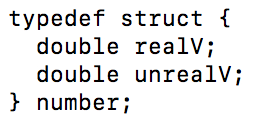 typedef struct {
  double realV;
  double unrealV;
} number;